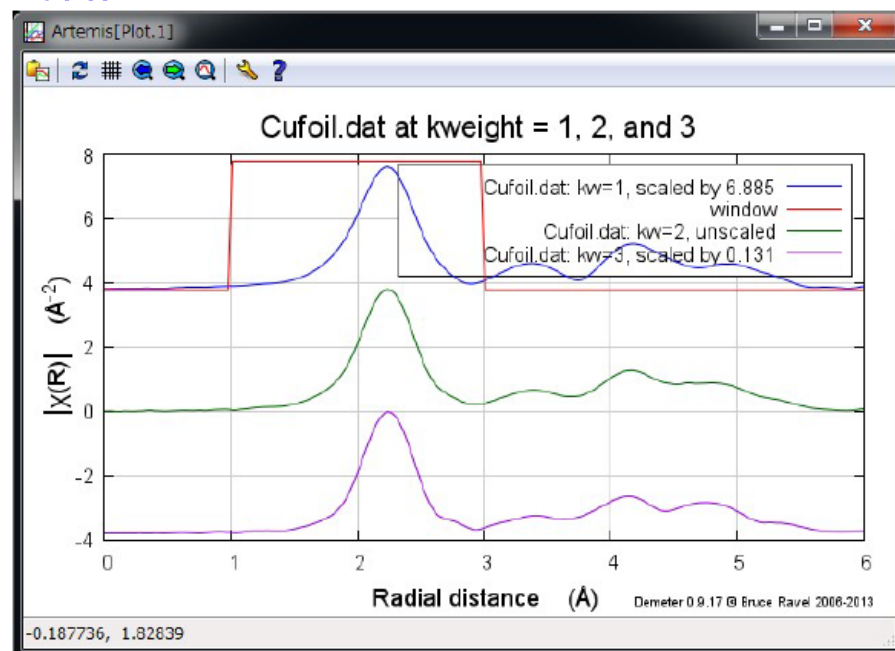 Artemis[Plot.1]
Cufoil.dat at kweight = 1, 2, and 3
8
6
4
2
0
-2
-4
|χ(R)| (Å⁻²)
Cufoil.dat: kw=1, scaled by 6.885
window
Cufoil.dat: kw=2, unscaled
Cufoil.dat: kw=3, scaled by 0.131
0 1 2 3 4 5 6
Radial distance (Å)
Demeter 0.9.17 © Bruce Ravel 2006-2013
-0.187736, 1.82839